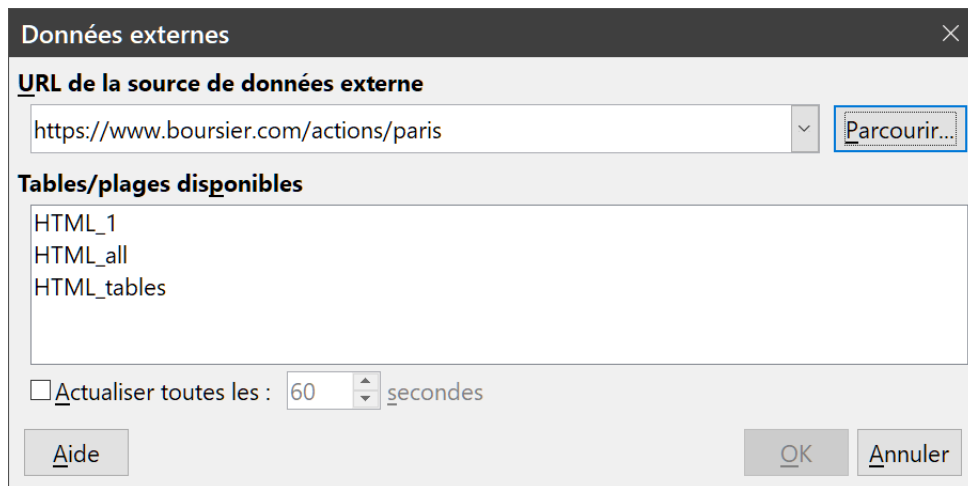 Données externes
URL de la source de données externe
https://www.boursier.com/actions/paris
Parcourir...
Tables/plages disponibles
HTML_1
HTML_all
HTML_tables
Actualiser toutes les : 60 secondes
Aide OK Annuler